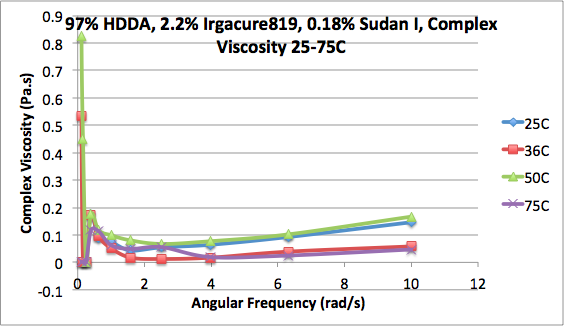 97% HDDA, 2.2% Irgacure819, 0.18% Sudan I, Complex
Viscosity 25-75C
Complex Viscosity (Pa.s)
0.9
0.8
0.7
0.6
0.5
0.4
0.3
0.2
0.1
0
-0.1
0 2 4 6 8 10 12
Angular Frequency (rad/s)
25C
36C
50C
75C